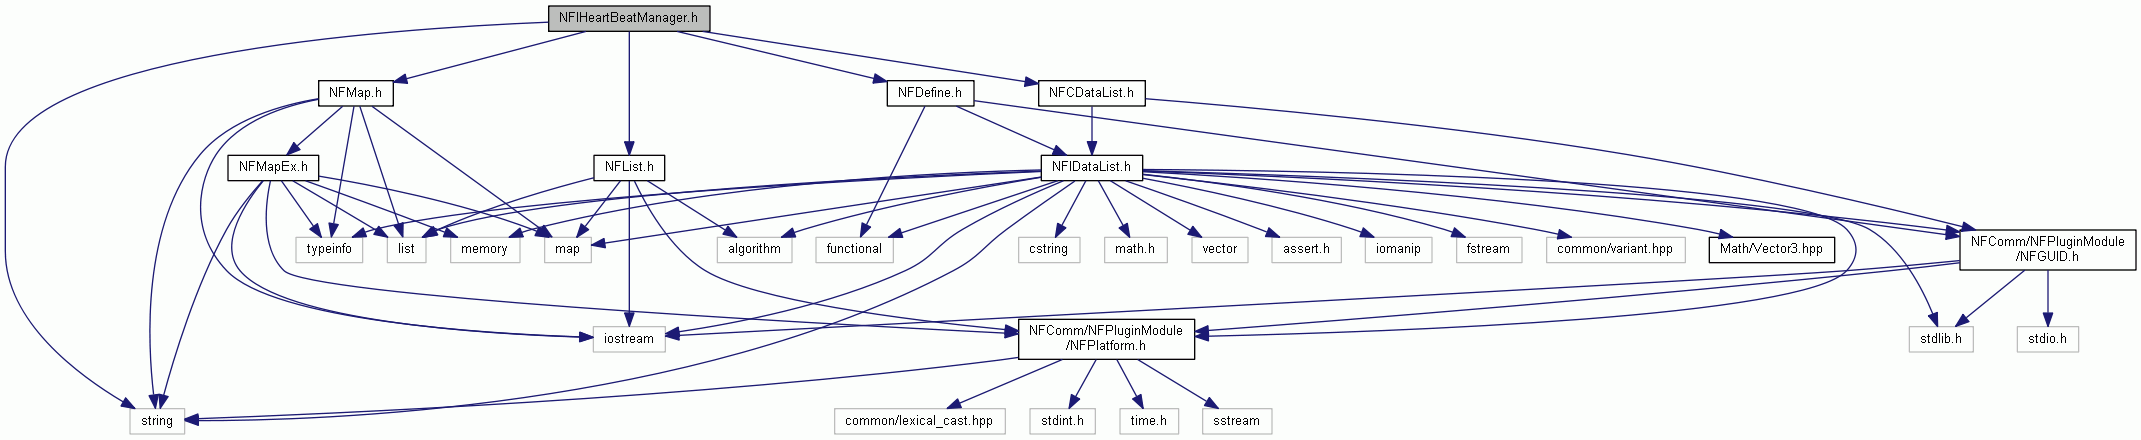 NFIHeartBeatManager.h
NFMap.h
NFDefine.h
NFCDataList.h
NFMapEx.h
NFList.h
NFIDataList.h
typeinfo
list
memory
map
algorithm
functional
cstring
math.h
vector
assert.h
iomanip
fstream
common/variant.hpp
Math/Vector3.hpp
NFComm/NFPluginModule
/NFGUID.h
iostream
NFComm/NFPluginModule
/NFPlatform.h
stdlib.h
stdio.h
string
common/lexical_cast.hpp
stdint.h
time.h
sstream